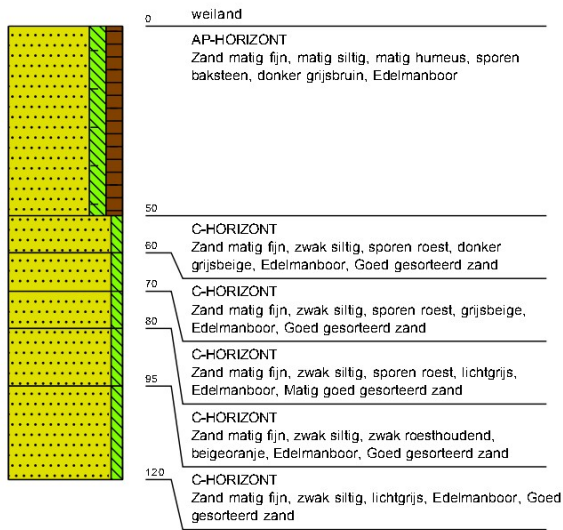 0 weiland
AP-HORIZONT
Zand matig fijn, matig siltig, matig humeus, sporen
baksteen, donker grijsbruin, Edelmanboor
50
C-HORIZONT
Zand matig fijn, zwak siltig, sporen roest, donker
grijsbeige, Edelmanboor, Goed gesorteerd zand
60
C-HORIZONT
Zand matig fijn, zwak siltig, sporen roest, grijsbeige,
Edelmanboor, Goed gesorteerd zand
70
C-HORIZONT
Zand matig fijn, zwak siltig, sporen roest, lichtgrijs,
Edelmanboor, Matig goed gesorteerd zand
80
C-HORIZONT
Zand matig fijn, zwak siltig, zwak roesthoudend,
beigeoranje, Edelmanboor, Goed gesorteerd zand
95
C-HORIZONT
Zand matig fijn, zwak siltig, lichtgrijs, Edelmanboor, Goed
gesorteerd zand
120